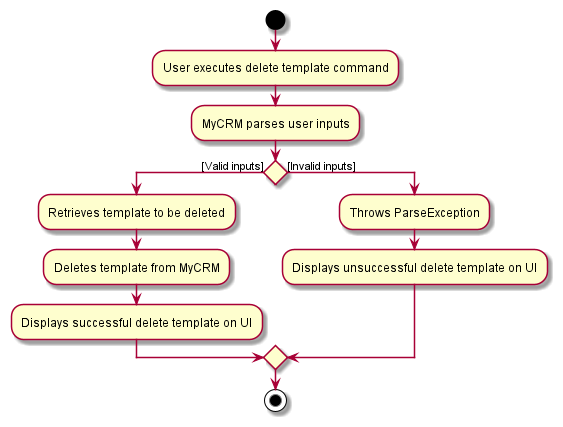 User executes delete template command
MyCRM parses user inputs
[Valid inputs]
[Invalid inputs]
Retrieves template to be deleted
Throws ParseException
Deletes template from MyCRM
Displays unsuccessful delete template on UI
Displays successful delete template on UI